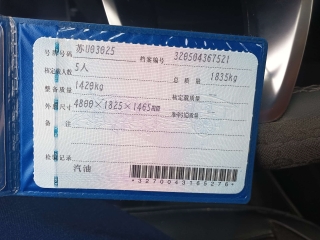 号牌号码 苏U03025 档案编号 320504367521
核定载人数 5人 总质量 1835kg
整备质量 1420kg 核定载质量
外廓尺寸 4800×1825×1465mm 准牵引总质量
备注
检验记录
汽油
*3270043165276*